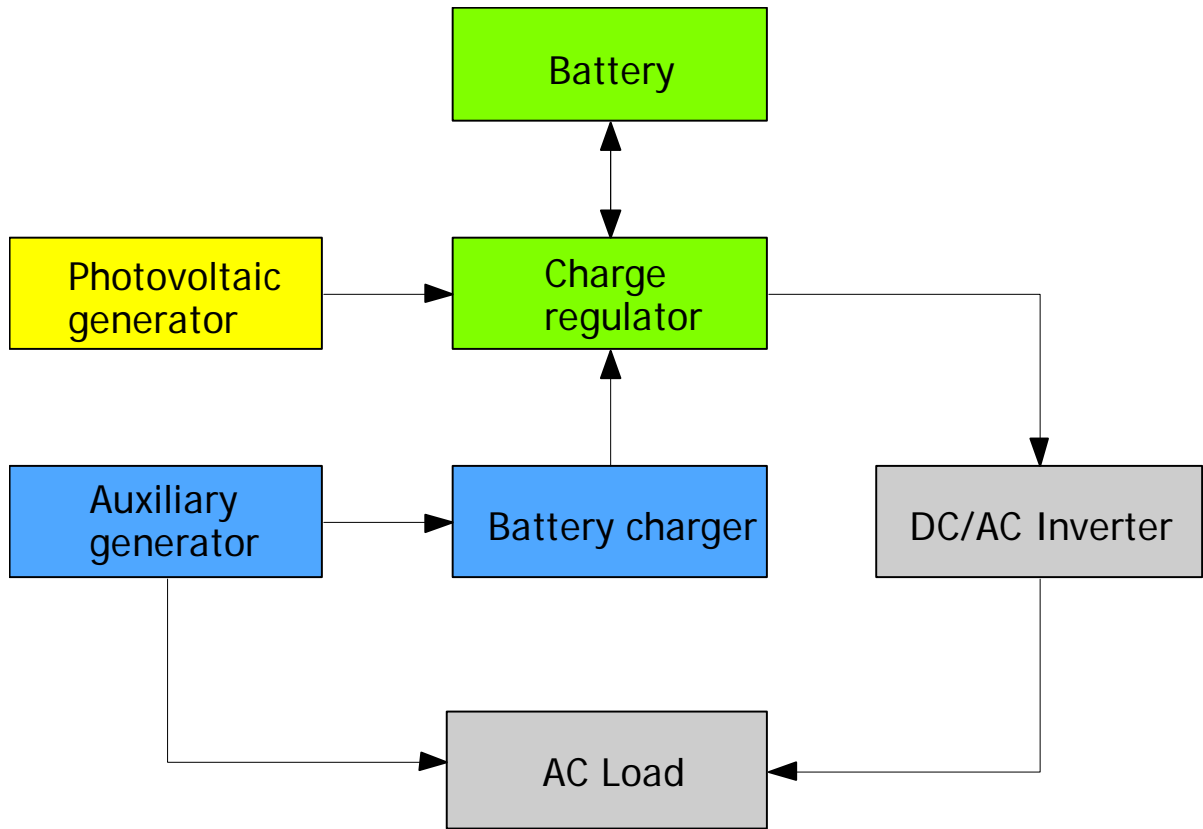 Battery
Photovoltaic
generator
Charge
regulator
Auxiliary
generator
Battery charger
DC/AC Inverter
AC Load